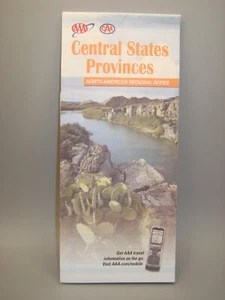 AAA CAA
Central States
Provinces
NORTH AMERICAN REGIONAL SERIES
Get AAA travel
information on the go.
Visit AAA.com/mobile